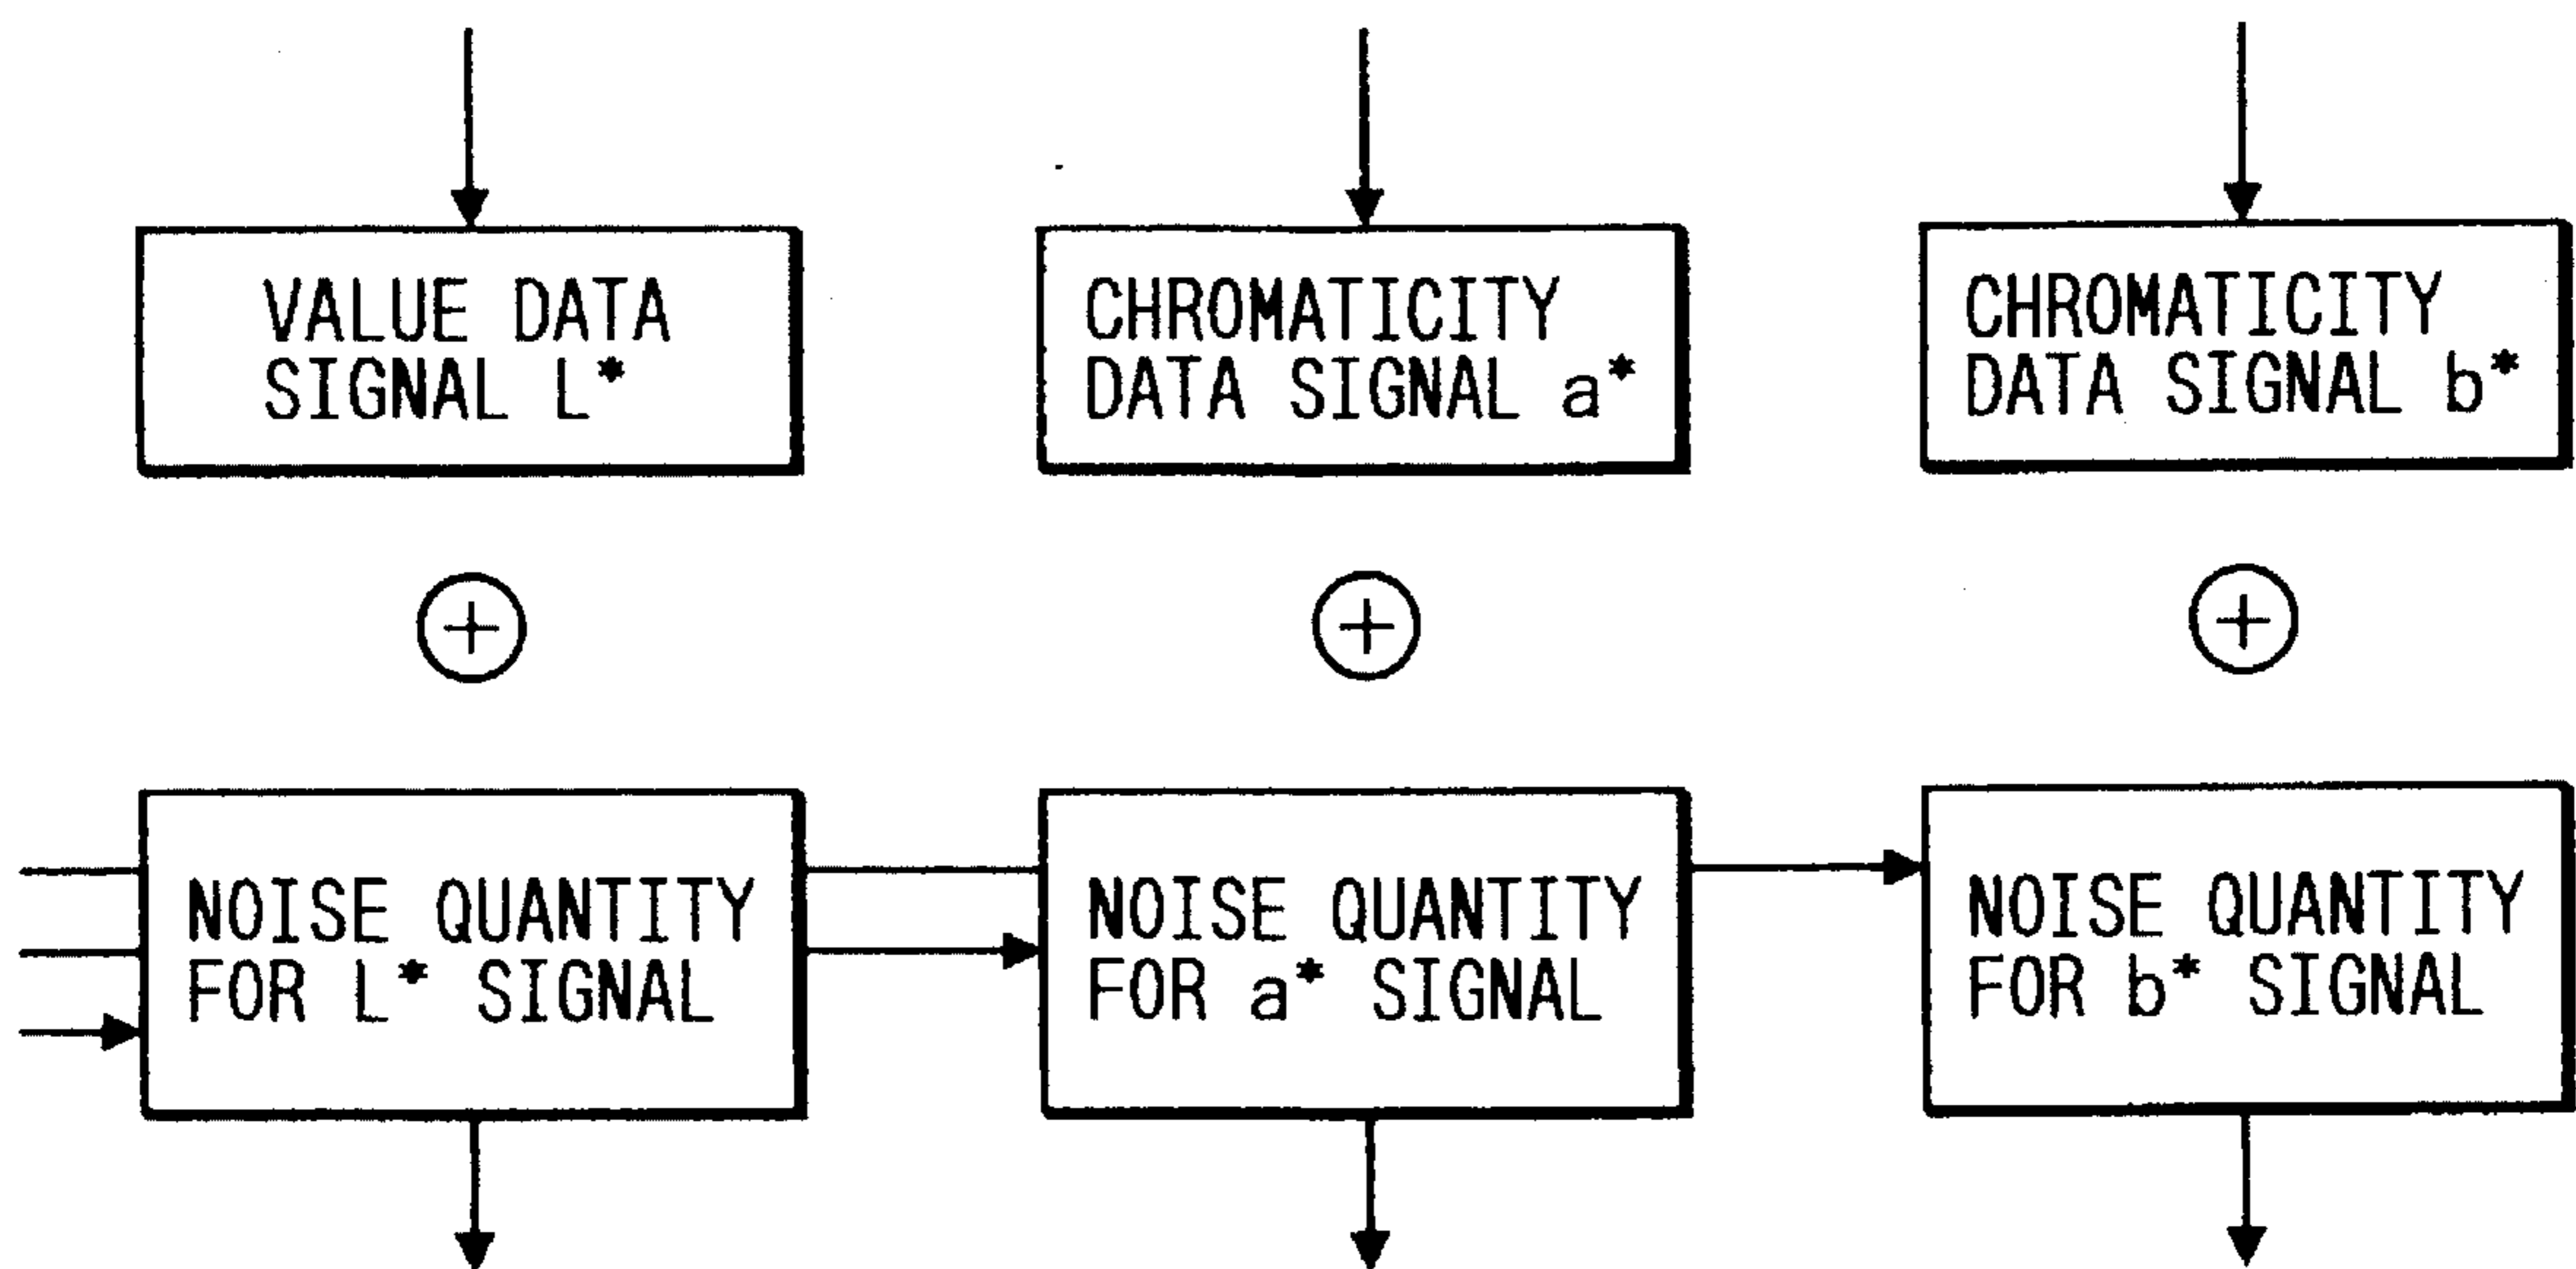 VALUE DATA
SIGNAL L*
CHROMATICITY
DATA SIGNAL a*
CHROMATICITY
DATA SIGNAL b*
+
+
+
NOISE QUANTITY
FOR L* SIGNAL
NOISE QUANTITY
FOR a* SIGNAL
NOISE QUANTITY
FOR b* SIGNAL